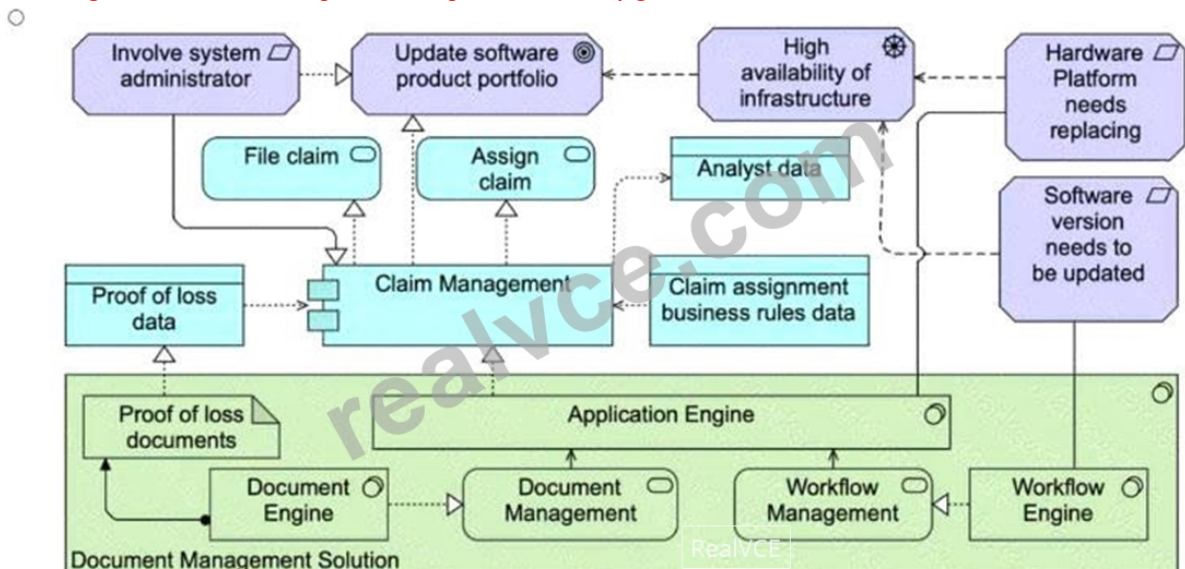 Involve system
administrator
Update software
product portfolio
High
availability of
infrastructure
Hardware
Platform
needs
replacing
File claim
Assign
claim
Analyst data
Software
version
needs to
be updated
Proof of loss
data
Claim Management
Claim assignment
business rules data
realvce.com
Proof of loss
documents
Application Engine
Document
Engine
Document
Management
Workflow
Management
Workflow
Engine
RealVCE
Document Management Solution